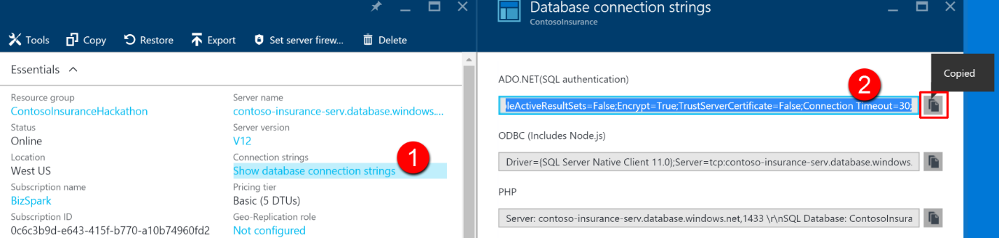 Database connection strings
ContosoInsurance
Tools Copy Restore Export Set server firew... Delete
Essentials
Resource group
ContosoInsuranceHackathon
Status
Online
Location
West US
Subscription name
BizSpark
Subscription ID
0c6c3b9d-e643-415f-b770-a10b74960fd2
Server name
contoso-insurance-serv.database.windows....
Server version
V12
Connection strings
Show database connection strings
1
Pricing tier
Basic (5 DTUs)
Geo-Replication role
Not configured
ADO.NET(SQL authentication)
2
Copied
leActiveResultSets=False;Encrypt=True;TrustServerCertificate=False;Connection Timeout=30;
ODBC (Includes Node.js)
Driver={SQL Server Native Client 11.0};Server=tcp:contoso-insurance-serv.database.windows.
PHP
Server: contoso-insurance-serv.database.windows.net,1433 \r\nSQL Database: ContosoInsura